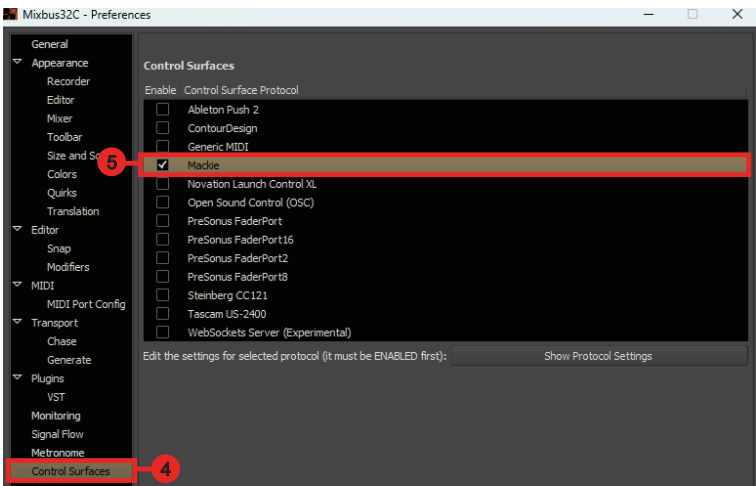 Mixbus32C - Preferences
General
Appearance
Recorder
Editor
Mixer
Toolbar
Size and
Colors
Quirks
Translation
Editor
Snap
Modifiers
MIDI
MIDI Port Config
Transport
Chase
Generate
Plugins
VST
Monitoring
Signal Flow
Metronome
Control Surfaces
4
Control Surfaces
Enable Control Surface Protocol
Ableton Push 2
ContourDesign
Generic MIDI
5
Mackie
Novation Launch Control XL
Open Sound Control (OSC)
PreSonus FaderPort
PreSonus FaderPort16
PreSonus FaderPort2
PreSonus FaderPort8
Steinberg CC121
Tascam US-2400
WebSockets Server (Experimental)
Edit the settings for selected protocol (it must be ENABLED first): Show Protocol Settings